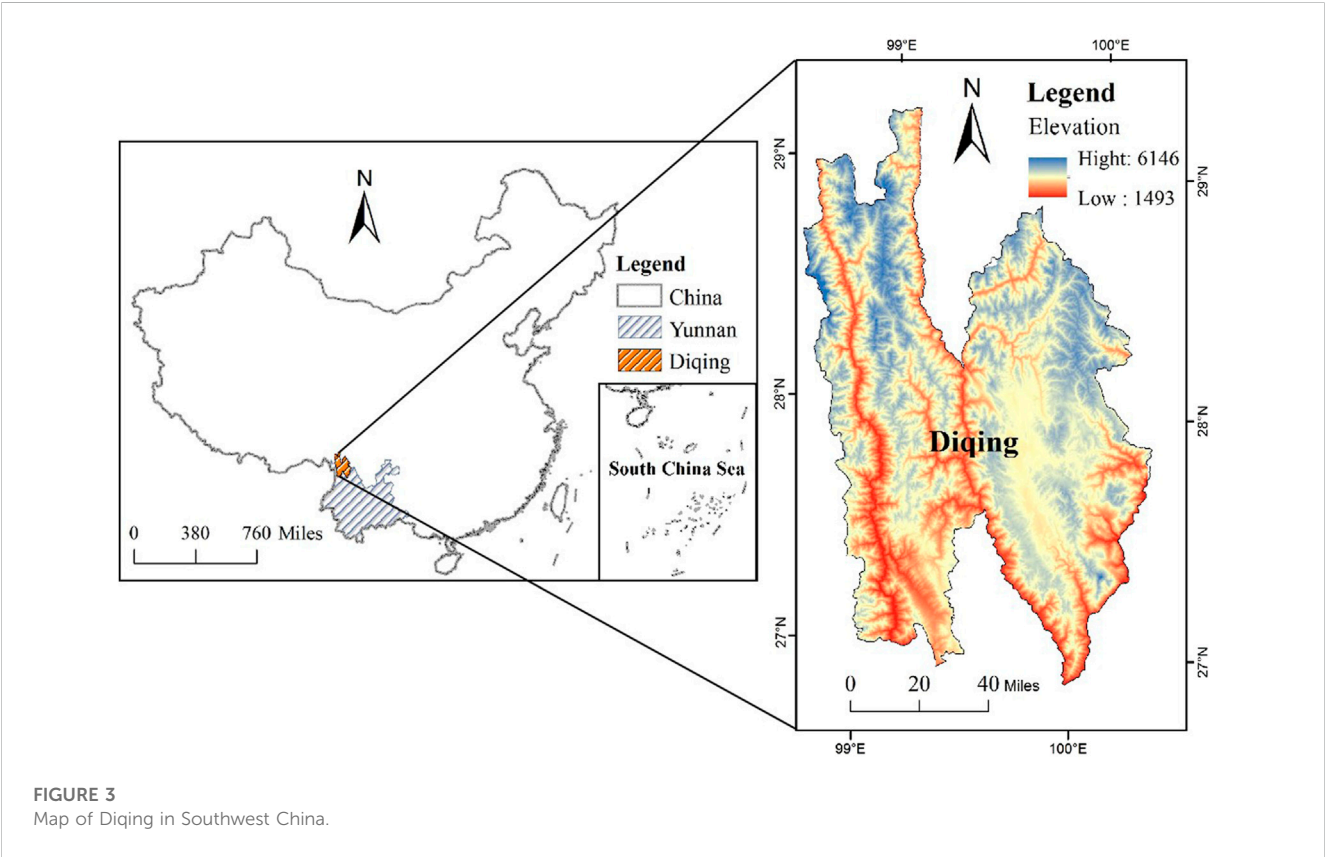 N
Legend
China
Yunnan
Diqing
South China Sea
0 380 760 Miles
99°E 100°E
N
Legend
Elevation
Hight: 6146
Low : 1493
29°N
29°N
28°N
28°N
Diqing
27°N
27°N
0 20 40 Miles
99°E 100°E
FIGURE 3
Map of Diqing in Southwest China.